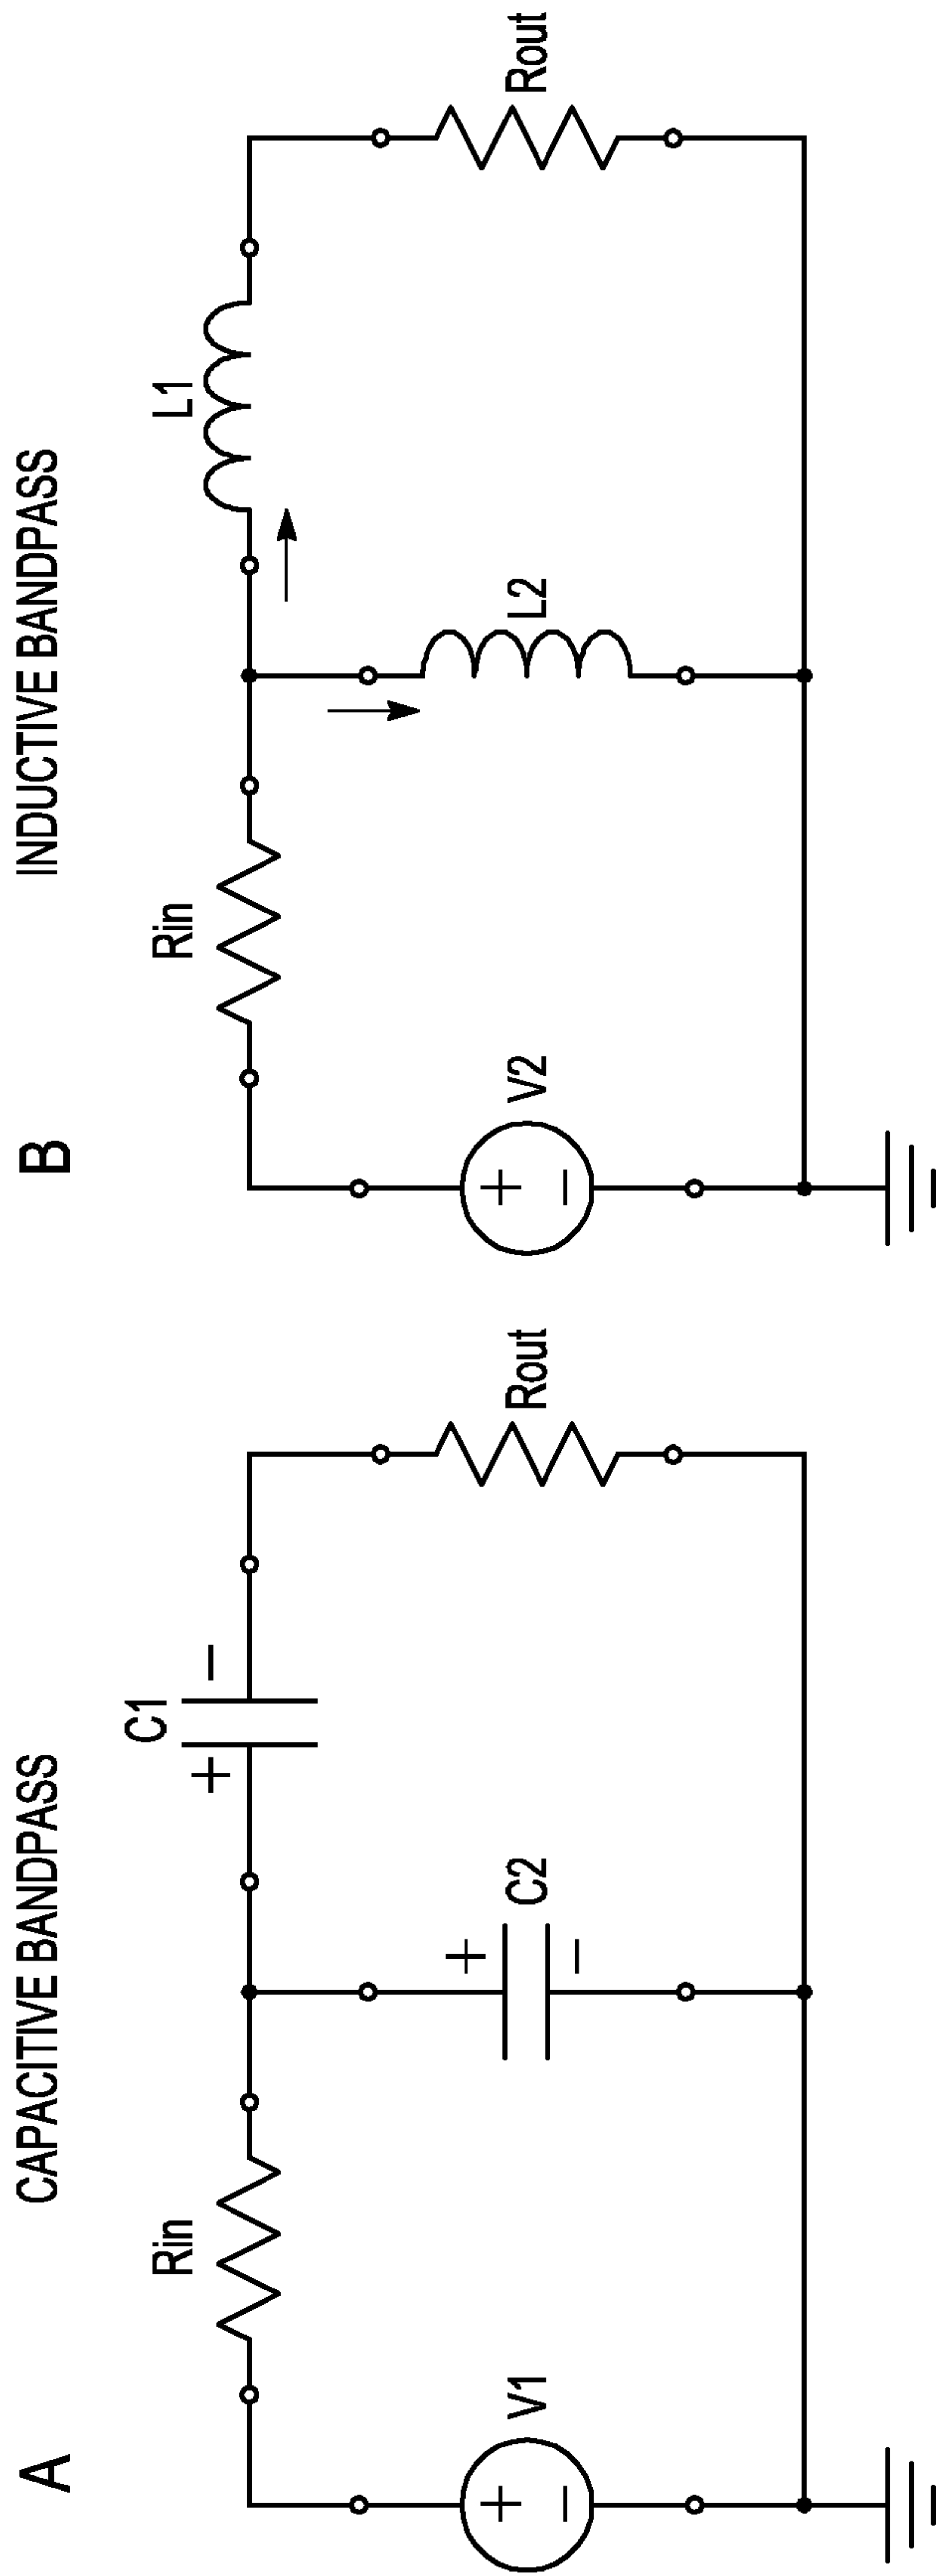 A
CAPACITIVE BANDPASS
Rin
C1
+ −
V1
+
−
C2
+
−
Rout
B
INDUCTIVE BANDPASS
Rin
L1
V2
+
−
L2
Rout